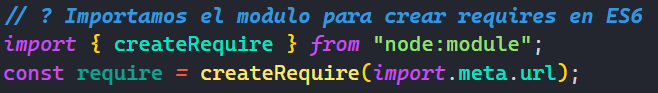 // ? Importamos el modulo para crear requires en ES6
import { createRequire } from "node:module";
const require = createRequire(import.meta.url);